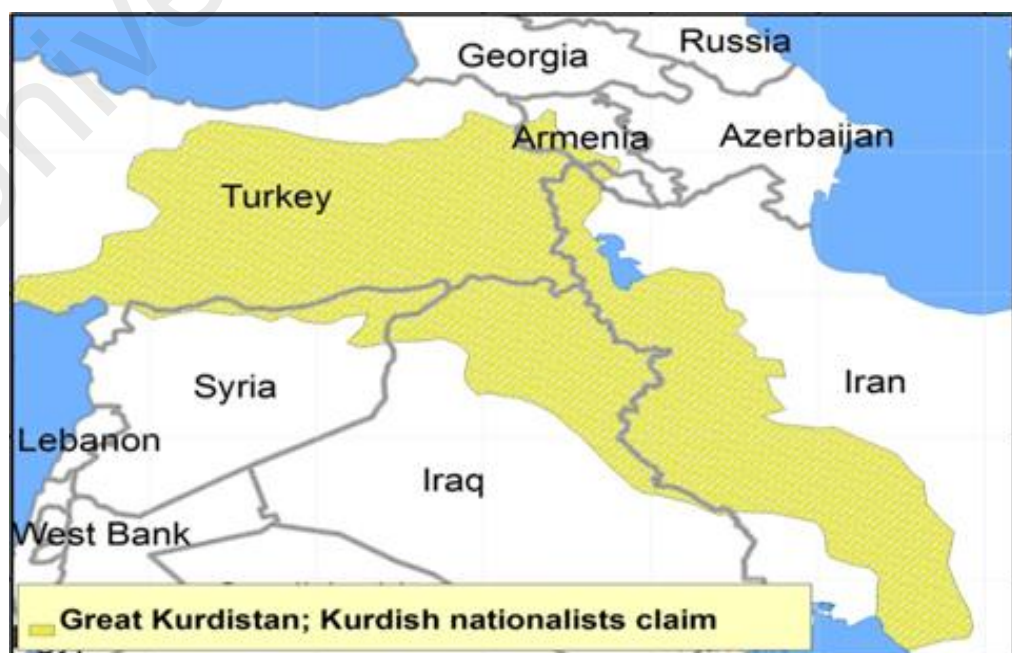 Russia
Georgia
Armenia
Azerbaijan
Turkey
Syria
Iran
Lebanon
Iraq
West Bank
Great Kurdistan; Kurdish nationalists claim